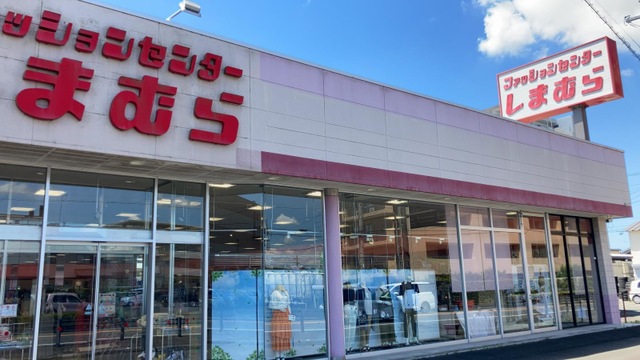 ッションセンター
まむら
ファッションセンター
しまむら